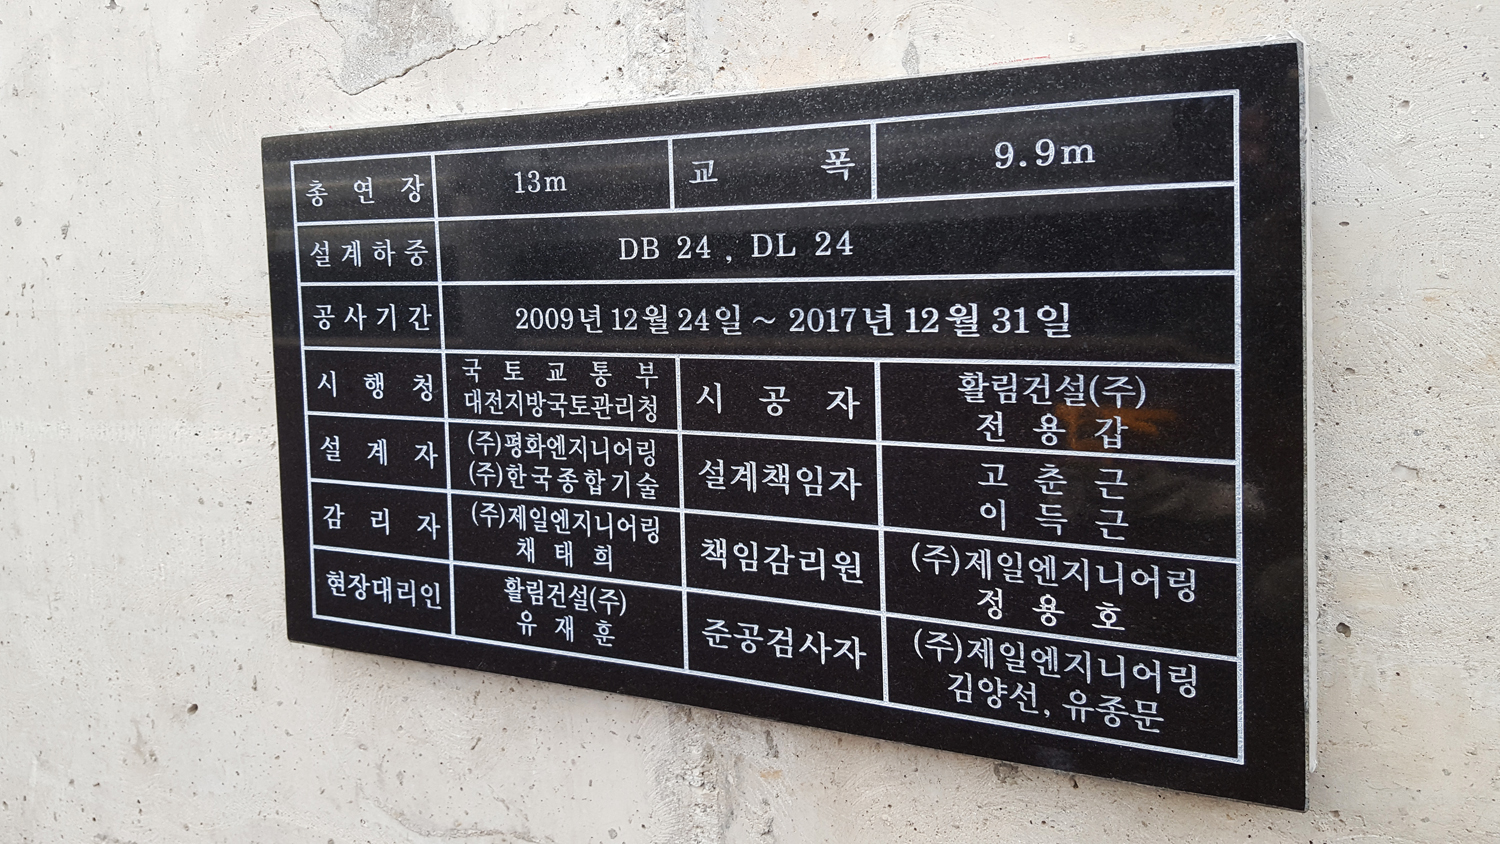 총 연 장 13m 교 폭 9.9m
설계하중 DB 24 , DL 24
공사기간 2009년 12월 24일 ~ 2017년 12월 31일
시 행 청
국 토 교 통 부
대전지방국토관리청
시 공 자
활림건설(주)
전 용 갑
설 계 자
(주)평화엔지니어링
(주)한국종합기술
설계책임자
고 춘 근
이 득 근
감 리 자
(주)제일엔지니어링
채 태 희
책임감리원
(주)제일엔지니어링
정 용 호
현장대리인
활림건설(주)
유 재 훈
준공검사자
(주)제일엔지니어링
김양선, 유종문